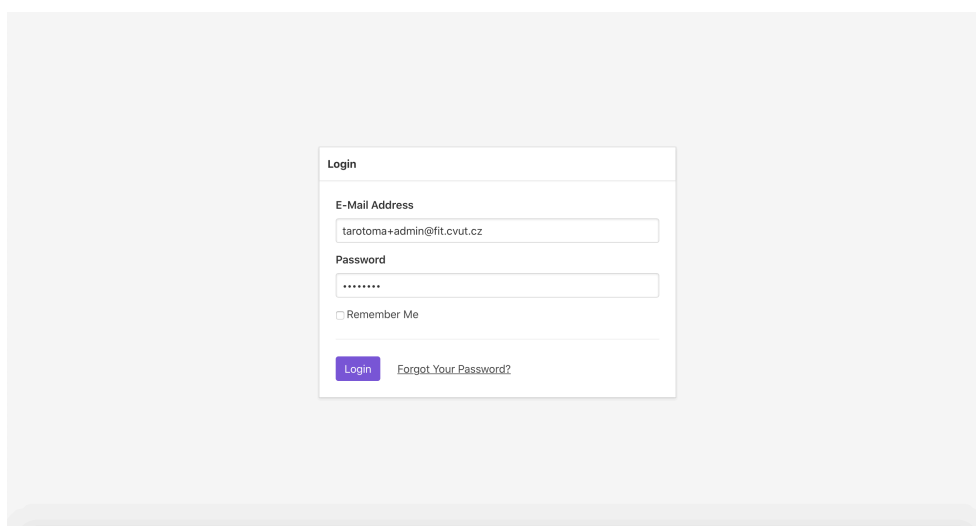 Login
E-Mail Address
tarotoma+admin@fit.cvut.cz
Password
••••••••
Remember Me
Login Forgot Your Password?